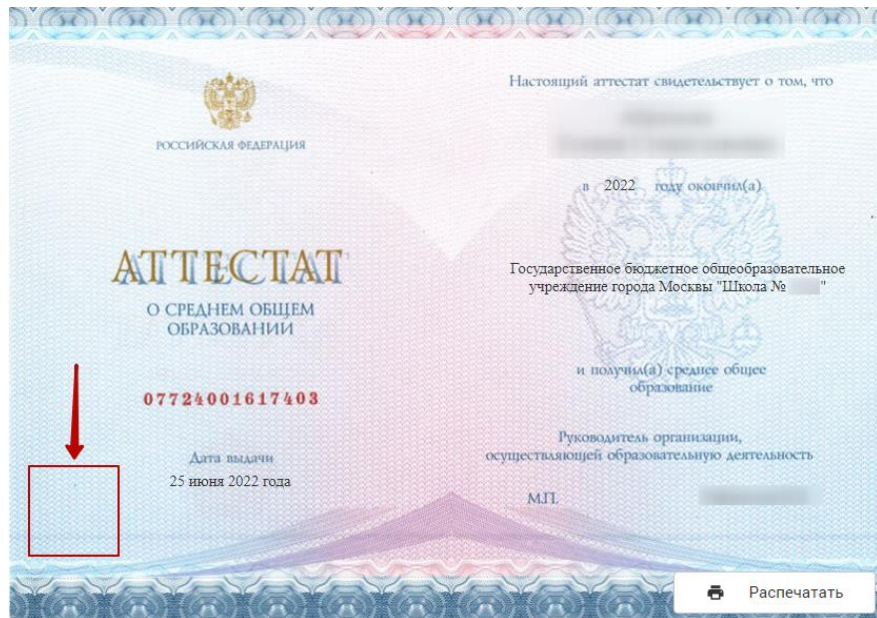 РОССИЙСКАЯ ФЕДЕРАЦИЯ
АТТЕСТАТ
О СРЕДНЕМ ОБЩЕМ
ОБРАЗОВАНИИ
07724001617403
Дата выдачи
25 июня 2022 года
Настоящий аттестат свидетельствует о том, что
в 2022 году окончил(а)
Государственное бюджетное общеобразовательное
учреждение города Москвы "Школа № "
и получил(а) среднее общее
образование
Руководитель организации,
осуществляющей образовательную деятельность
М.П.
Распечатать